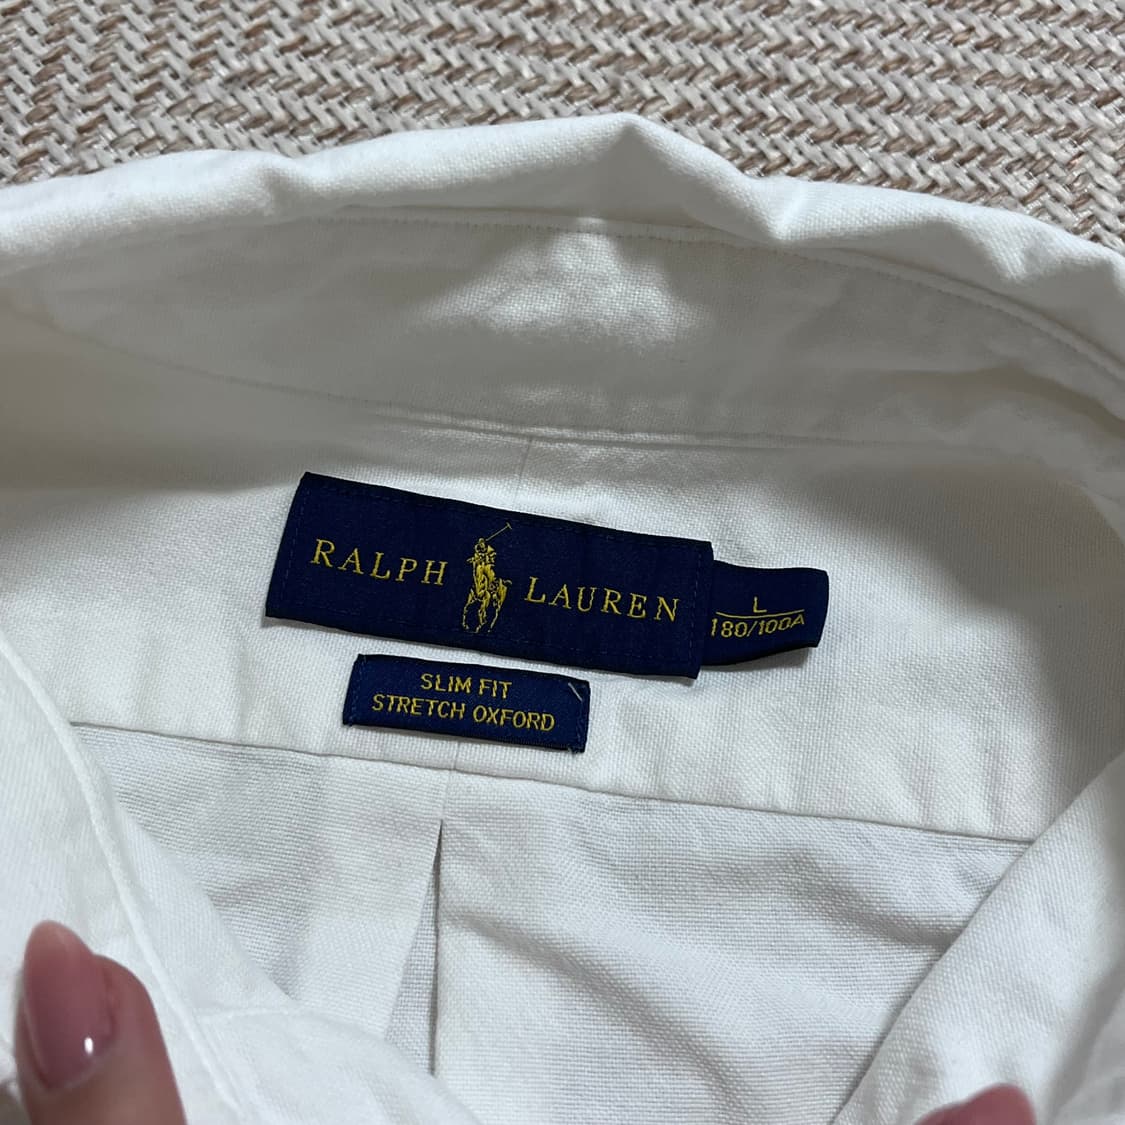 RALPH LAUREN
L
180/100A
SLIM FIT
STRETCH OXFORD